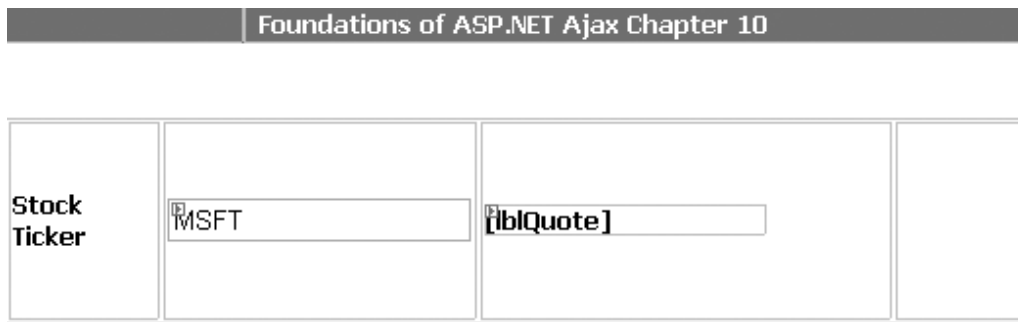 Foundations of ASP.NET Ajax Chapter 10
Stock
Ticker
MSFT
[lblQuote]